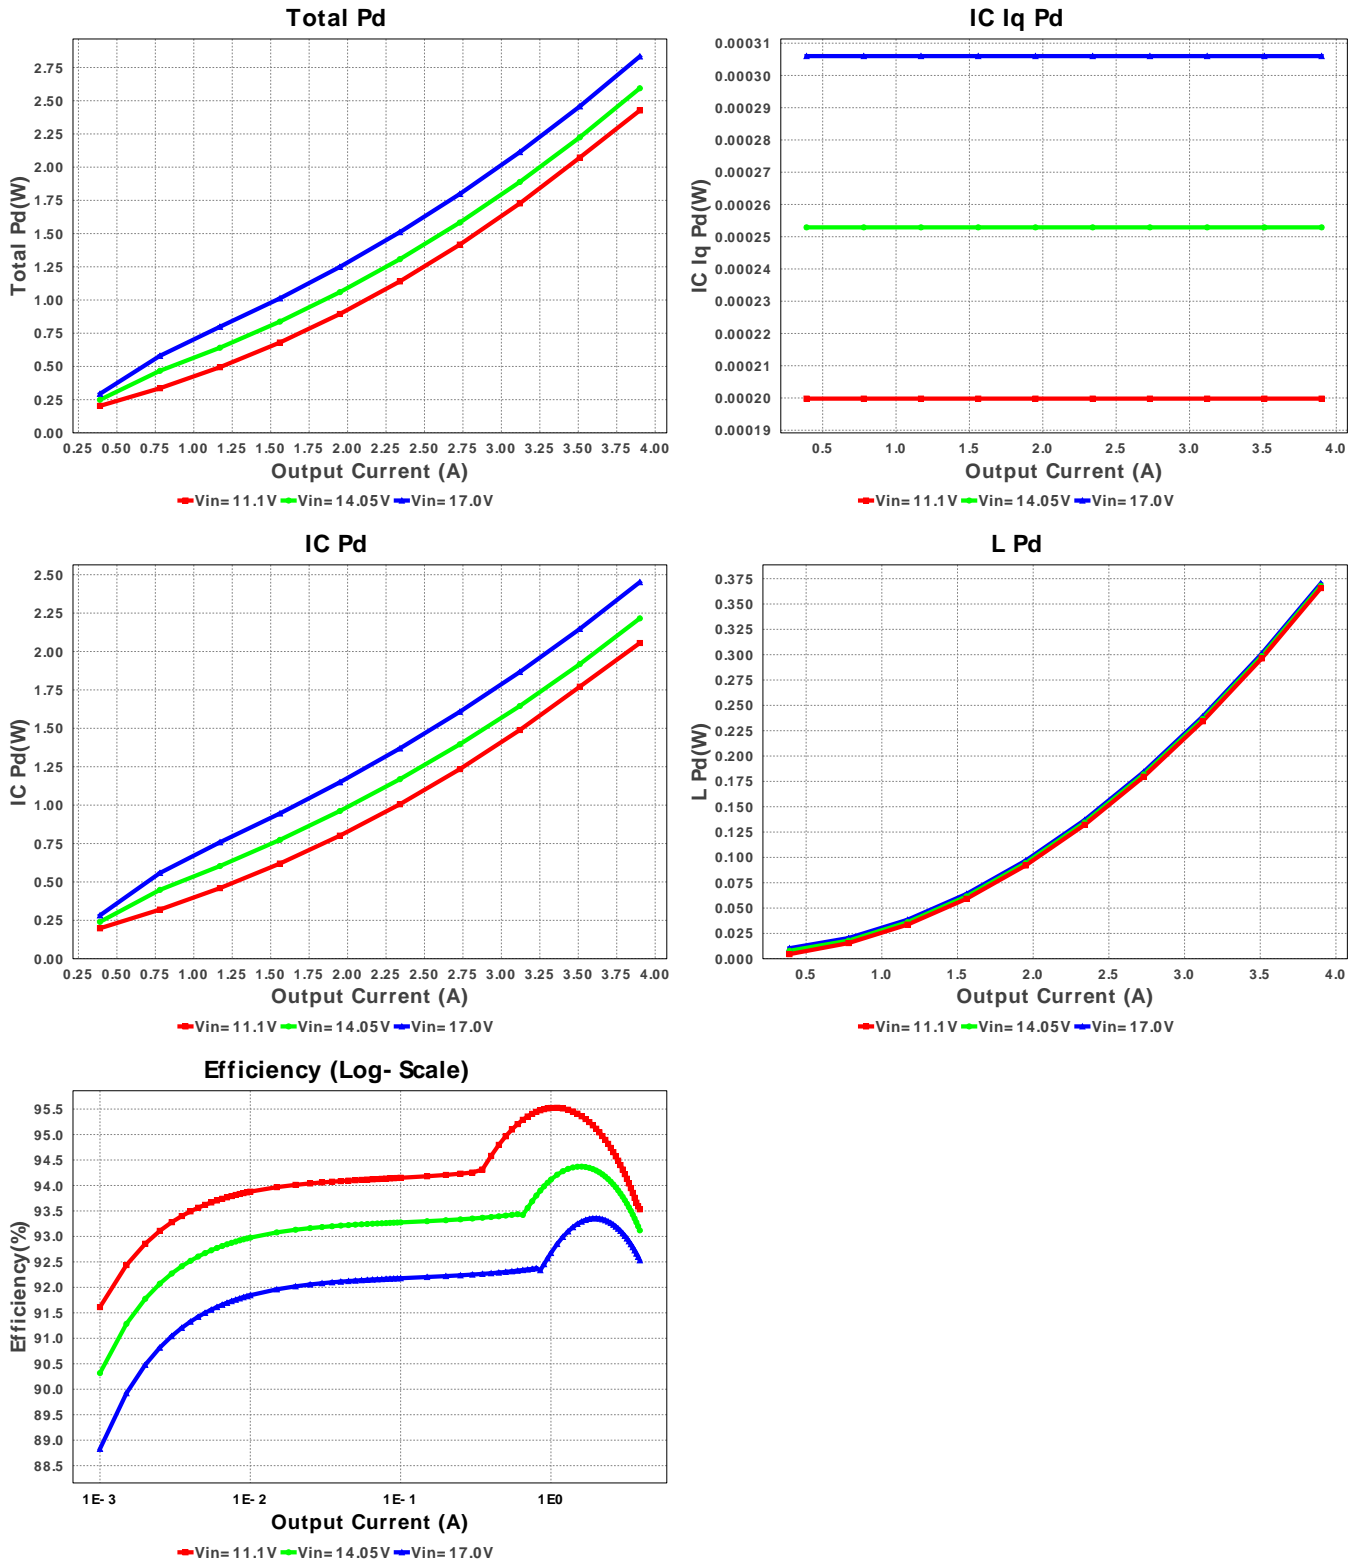 Total Pd
Total Pd(W)
2.75
2.50
2.25
2.00
1.75
1.50
1.25
1.00
0.75
0.50
0.25
0.00
0.25 0.50 0.75 1.00 1.25 1.50 1.75 2.00 2.25 2.50 2.75 3.00 3.25 3.50 3.75 4.00
Output Current (A)
Vin=11.1V Vin=14.05V Vin=17.0V
IC Iq Pd
IC Iq Pd(W)
0.00031
0.00030
0.00029
0.00028
0.00027
0.00026
0.00025
0.00024
0.00023
0.00022
0.00021
0.00020
0.00019
0.5 1.0 1.5 2.0 2.5 3.0 3.5 4.0
Output Current (A)
Vin=11.1V Vin=14.05V Vin=17.0V
IC Pd
IC Pd(W)
2.50
2.25
2.00
1.75
1.50
1.25
1.00
0.75
0.50
0.25
0.00
0.25 0.50 0.75 1.00 1.25 1.50 1.75 2.00 2.25 2.50 2.75 3.00 3.25 3.50 3.75 4.00
Output Current (A)
Vin=11.1V Vin=14.05V Vin=17.0V
L Pd
L Pd(W)
0.375
0.350
0.325
0.300
0.275
0.250
0.225
0.200
0.175
0.150
0.125
0.100
0.075
0.050
0.025
0.000
0.5 1.0 1.5 2.0 2.5 3.0 3.5 4.0
Output Current (A)
Vin=11.1V Vin=14.05V Vin=17.0V
Efficiency (Log-Scale)
Efficiency(%)
95.5
95.0
94.5
94.0
93.5
93.0
92.5
92.0
91.5
91.0
90.5
90.0
89.5
89.0
88.5
1E-3 1E-2 1E-1 1E0
Output Current (A)
Vin=11.1V Vin=14.05V Vin=17.0V